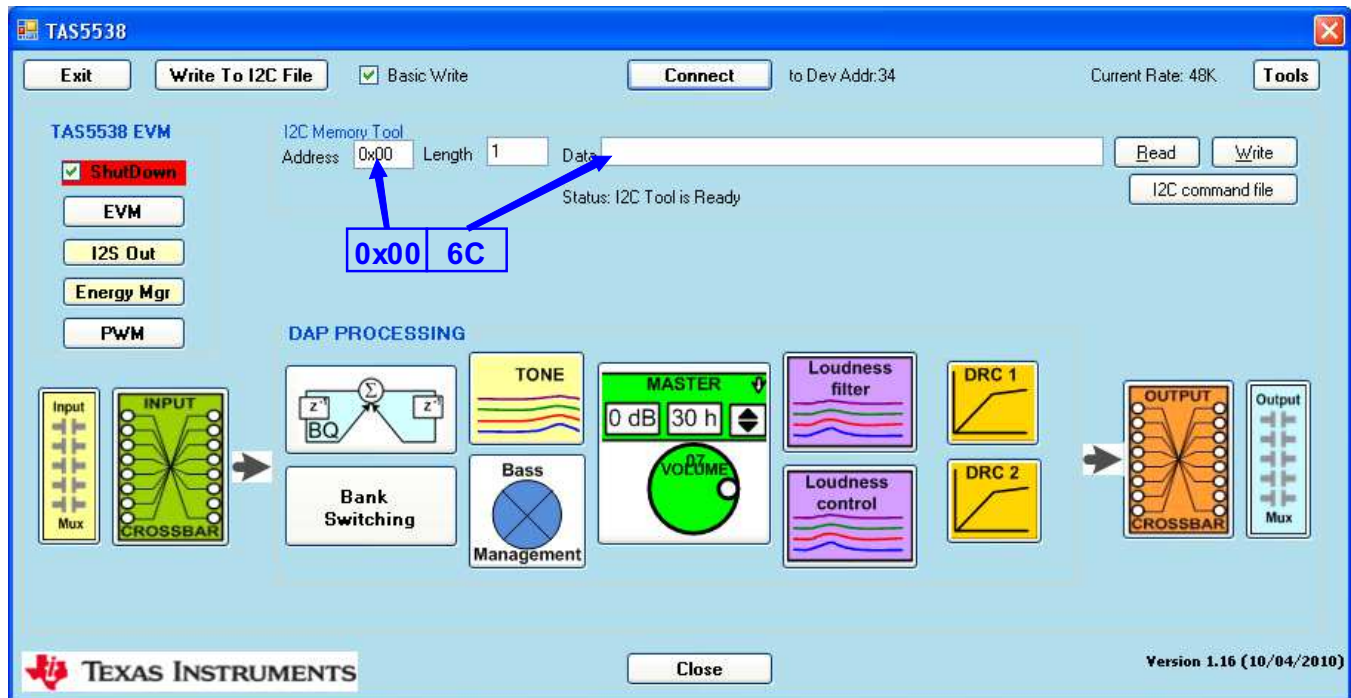 TAS5538
Exit Write To I2C File Basic Write Connect to Dev Addr:34 Current Rate: 48K Tools
TAS5538 EVM
ShutDown
EVM
I2S Out
Energy Mgr
PWM
I2C Memory Tool
Address 0x00 Length 1 Data Read Write
Status: I2C Tool is Ready I2C command file
0x00 6C
DAP PROCESSING
Input
Mux
INPUT
CROSSBAR
z⁻¹ Σ z⁻¹
BQ
Bank
Switching
TONE
Bass
Management
MASTER
0 dB 30 h
VOLUME
Loudness
filter
Loudness
control
DRC 1
DRC 2
OUTPUT
CROSSBAR
Output
Mux
TEXAS INSTRUMENTS
Close
Version 1.16 (10/04/2010)